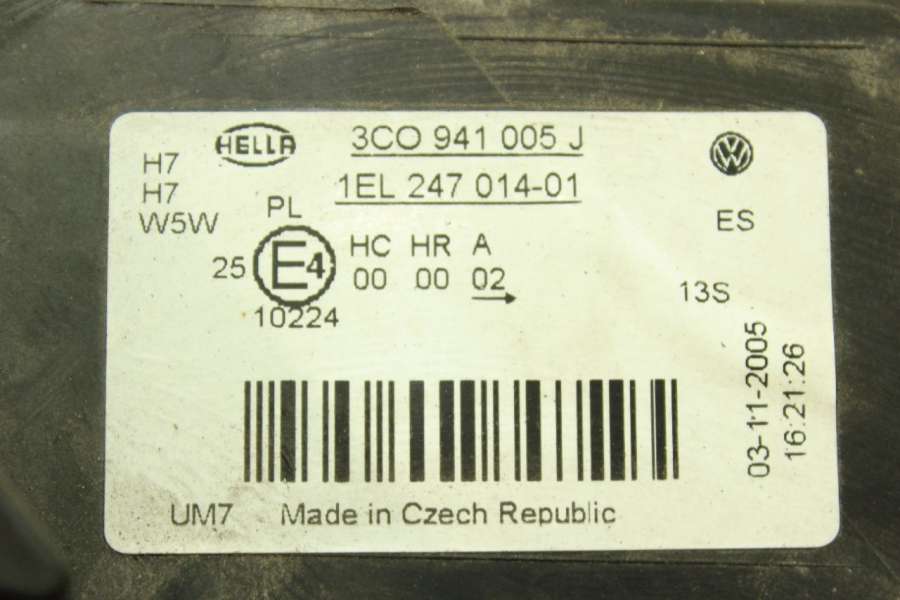 HELLA
3CO 941 005 J
1EL 247 014-01
H7
H7
W5W
PL
ES
25 E4
HC HR A
00 00 02
10224
13S
03-11-2005
16:21:26
UM7 Made in Czech Republic